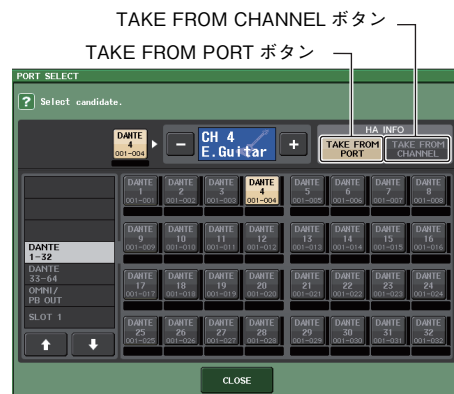 TAKE FROM CHANNEL ボタン
TAKE FROM PORT ボタン
PORT SELECT
? Select candidate.
HA INFO
DANTE 4 001-004
−
CH 4
E.Guitar
+
TAKE FROM PORT
TAKE FROM CHANNEL
DANTE 1 001-001
DANTE 2 001-002
DANTE 3 001-003
DANTE 4 001-004
DANTE 5 001-005
DANTE 6 001-006
DANTE 7 001-007
DANTE 8 001-008
DANTE 9 001-009
DANTE 10 001-010
DANTE 11 001-011
DANTE 12 001-012
DANTE 13 001-013
DANTE 14 001-014
DANTE 15 001-015
DANTE 16 001-016
DANTE 17 001-017
DANTE 18 001-018
DANTE 19 001-019
DANTE 20 001-020
DANTE 21 001-021
DANTE 22 001-022
DANTE 23 001-023
DANTE 24 001-024
DANTE 25 001-025
DANTE 26 001-026
DANTE 27 001-027
DANTE 28 001-028
DANTE 29 001-029
DANTE 30 001-030
DANTE 31 001-031
DANTE 32 001-032
DANTE 1-32
DANTE 33-64
OMNI/ PB OUT
SLOT 1
CLOSE